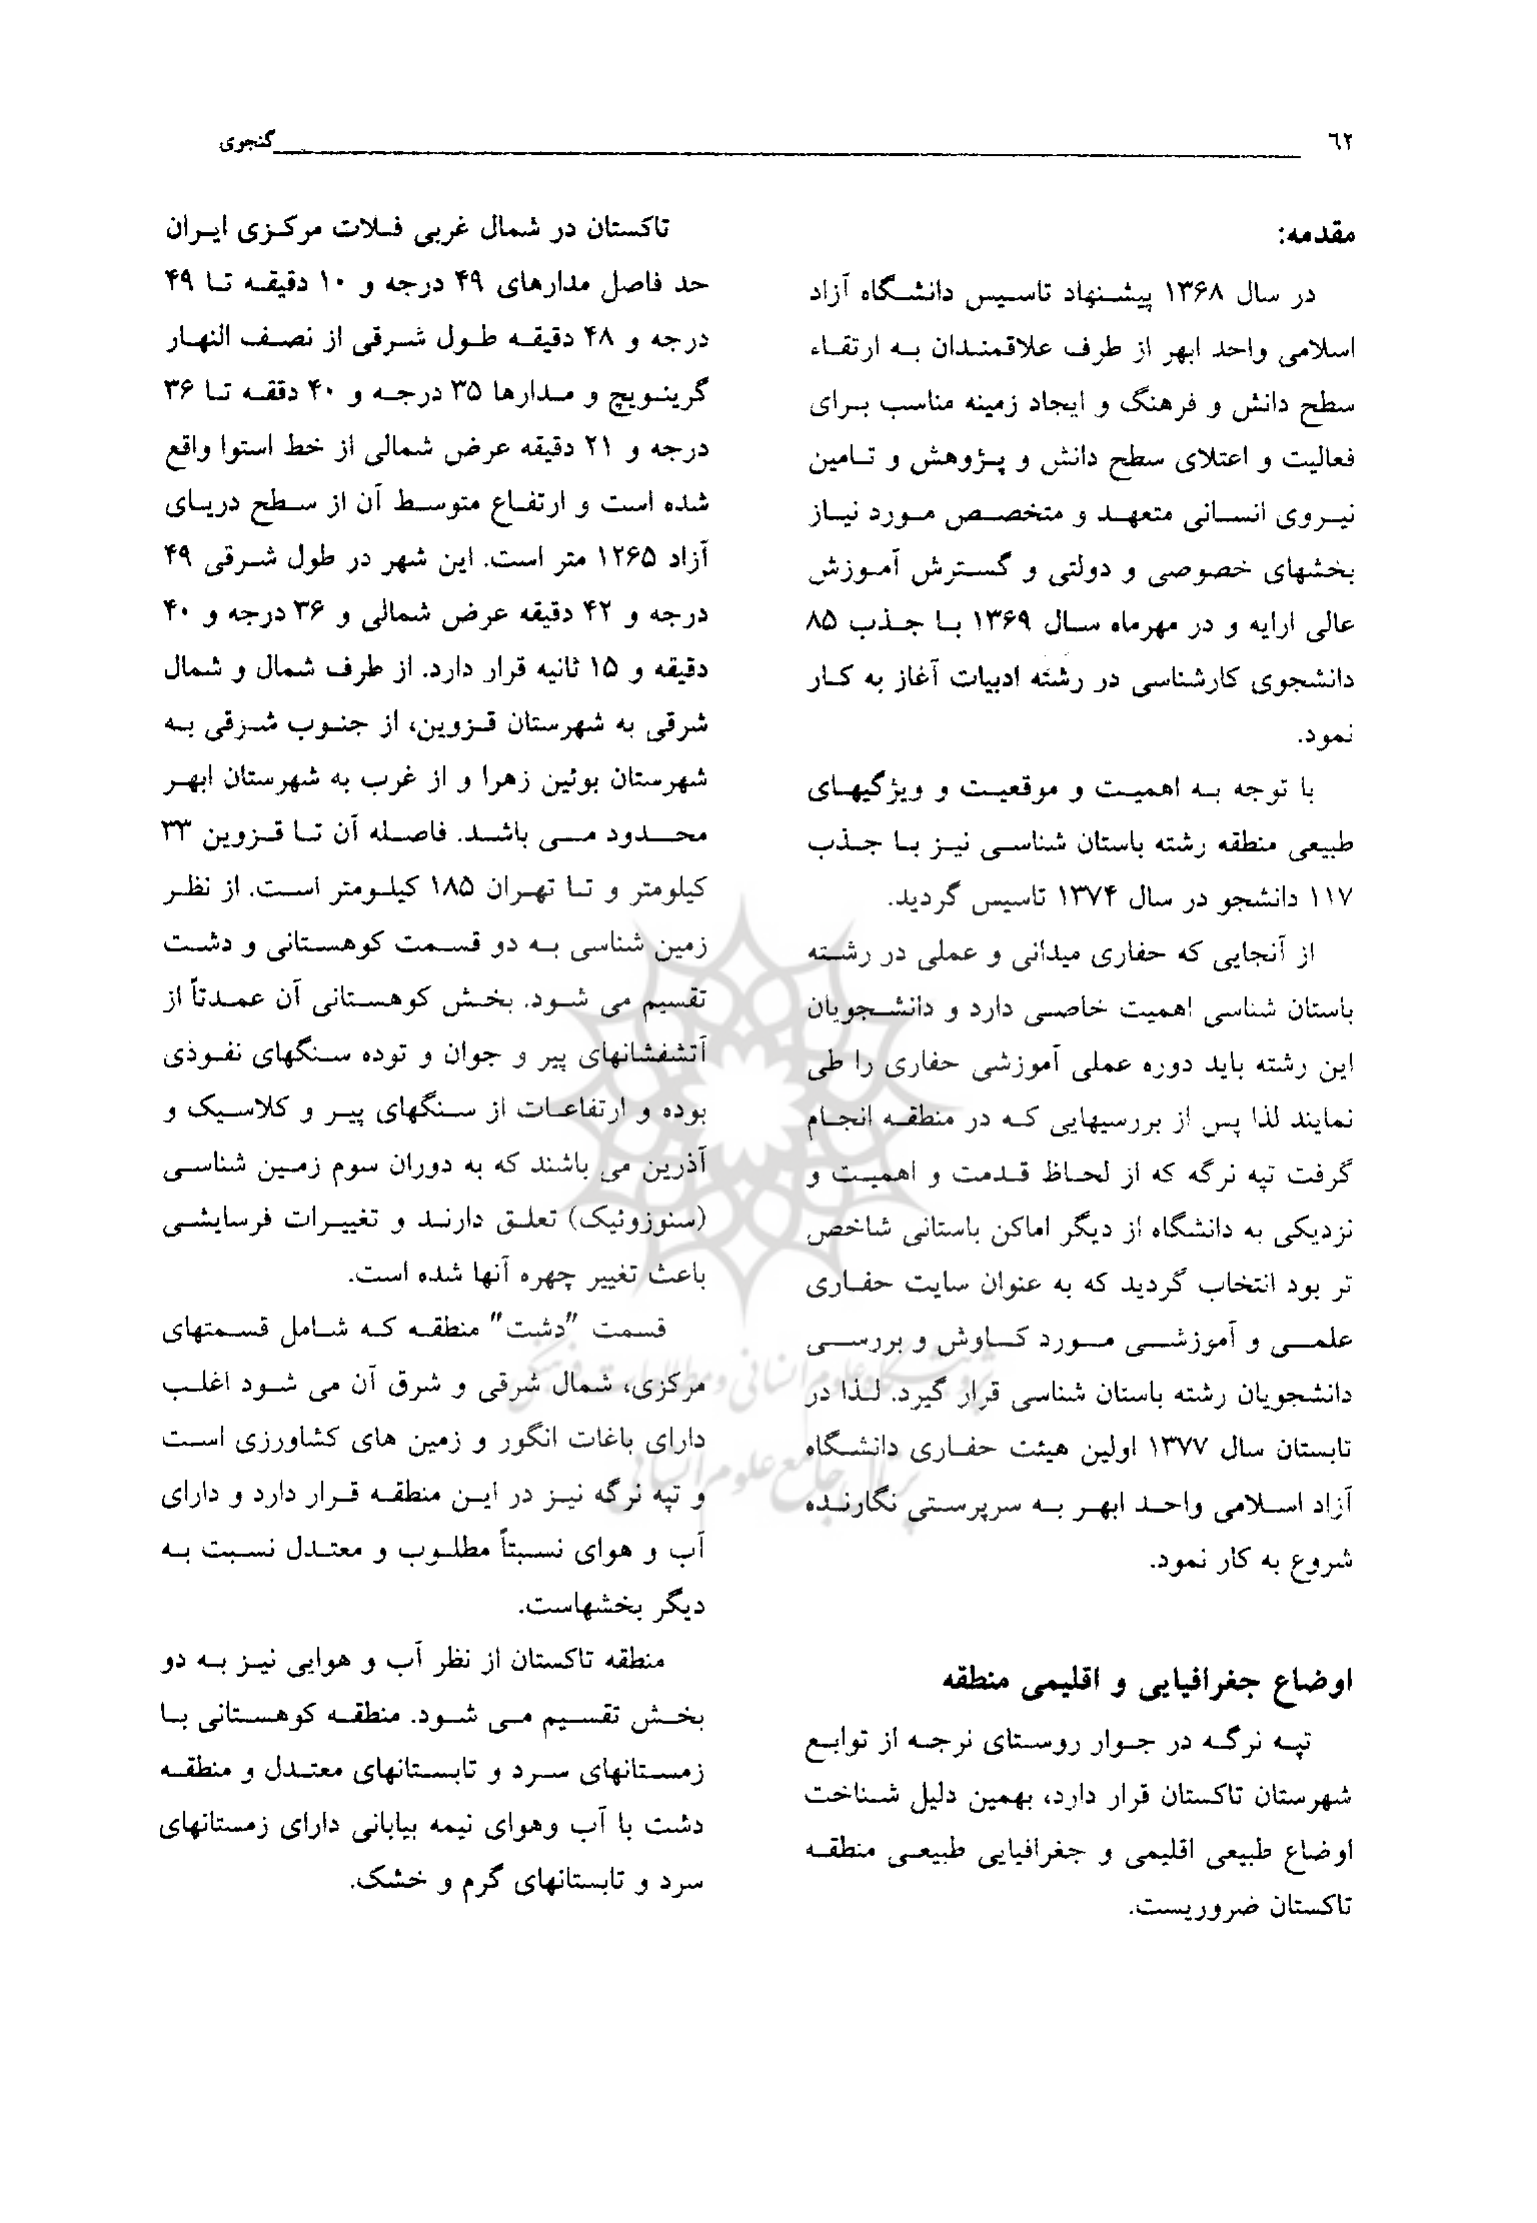 ٦٢
گنجوی
مقدمه:
در سال ۱۳۶۸ پیشنهاد تاسیس دانشگاه آزاد
اسلامی واحد ابهر از طرف علاقمندان به ارتقاء
سطح دانش و فرهنگ و ایجاد زمینه مناسب برای
فعالیت و اعتلای سطح دانش و پژوهش و تامین
نیروی انسانی متعهد و متخصص مورد نیاز
بخشهای خصوصی و دولتی و گسترش آموزش
عالی ارایه و در مهرماه سال ۱۳۶۹ با جذب ۸۵
دانشجوی کارشناسی در رشته ادبیات آغاز به کار
نمود.
با توجه به اهمیت و موقعیت و ویژگیهای
طبیعی منطقه رشته باستان شناسی نیز با جذب
۱۱۷ دانشجو در سال ۱۳۷۴ تاسیس گردید.
از آنجایی که حفاری میدانی و عملی در رشته
باستان شناسی اهمیت خاصی دارد و دانشجویان
این رشته باید دوره عملی آموزشی حفاری را طی
نمایند لذا پس از بررسیهایی که در منطقه انجام
گرفت تپه نرگه که از لحاظ قدمت و اهمیت و
نزدیکی به دانشگاه از دیگر اماکن باستانی شاخص
تر بود انتخاب گردید که به عنوان سایت حفاری
علمی و آموزشی مورد کاوش و بررسی
دانشجویان رشته باستان شناسی قرار گیرد. لذا در
تابستان سال ۱۳۷۷ اولین هیئت حفاری دانشگاه
آزاد اسلامی واحد ابهر به سرپرستی نگارنده
شروع به کار نمود.
اوضاع جغرافیایی و اقلیمی منطقه
تپه نرگه در جوار روستای نرجه از توابع
شهرستان تاکستان قرار دارد، بهمین دلیل شناخت
اوضاع طبیعی اقلیمی و جغرافیایی طبیعی منطقه
تاکستان ضروریست.
تاکستان در شمال غربی فلات مرکزی ایران
حد فاصل مدارهای ۴۹ درجه و ۱۰ دقیقه تا ۴۹
درجه و ۴۸ دقیقه طول شرقی از نصف النهار
گرینویچ و مدارها ۳۵ درجه و ۴۰ دققه تا ۳۶
درجه و ۲۱ دقیقه عرض شمالی از خط استوا واقع
شده است و ارتفاع متوسط آن از سطح دریای
آزاد ۱۲۶۵ متر است. این شهر در طول شرقی ۴۹
درجه و ۴۲ دقیقه عرض شمالی و ۳۶ درجه و ۴۰
دقیقه و ۱۵ ثانیه قرار دارد. از طرف شمال و شمال
شرقی به شهرستان قزوین، از جنوب شرقی به
شهرستان بوئین زهرا و از غرب به شهرستان ابهر
محدود می باشد. فاصله آن تا قزوین ۳۳
کیلومتر و تا تهران ۱۸۵ کیلومتر است. از نظر
زمین شناسی به دو قسمت کوهستانی و دشت
تقسیم می شود. بخش کوهستانی آن عمدتاً از
آتشفشانهای پیر و جوان و توده سنگهای نفوذی
بوده و ارتفاعات از سنگهای پیر و کلاسیک و
آذرین می باشند که به دوران سوم زمین شناسی
(سنوزوئیک) تعلق دارند و تغییرات فرسایشی
باعث تغییر چهره آنها شده است.
قسمت "دشت" منطقه که شامل قسمتهای
مرکزی، شمال شرقی و شرق آن می شود اغلب
دارای باغات انگور و زمین های کشاورزی است
و تپه نرگه نیز در این منطقه قرار دارد و دارای
آب و هوای نسبتاً مطلوب و معتدل نسبت به
دیگر بخشهاست.
منطقه تاکستان از نظر آب و هوایی نیز به دو
بخش تقسیم می شود. منطقه کوهستانی با
زمستانهای سرد و تابستانهای معتدل و منطقه
دشت با آب وهوای نیمه بیابانی دارای زمستانهای
سرد و تابستانهای گرم و خشک.
پژوهشگاه علوم انسانی و مطالعات فرهنگی
پرتال جامع علوم انسانی